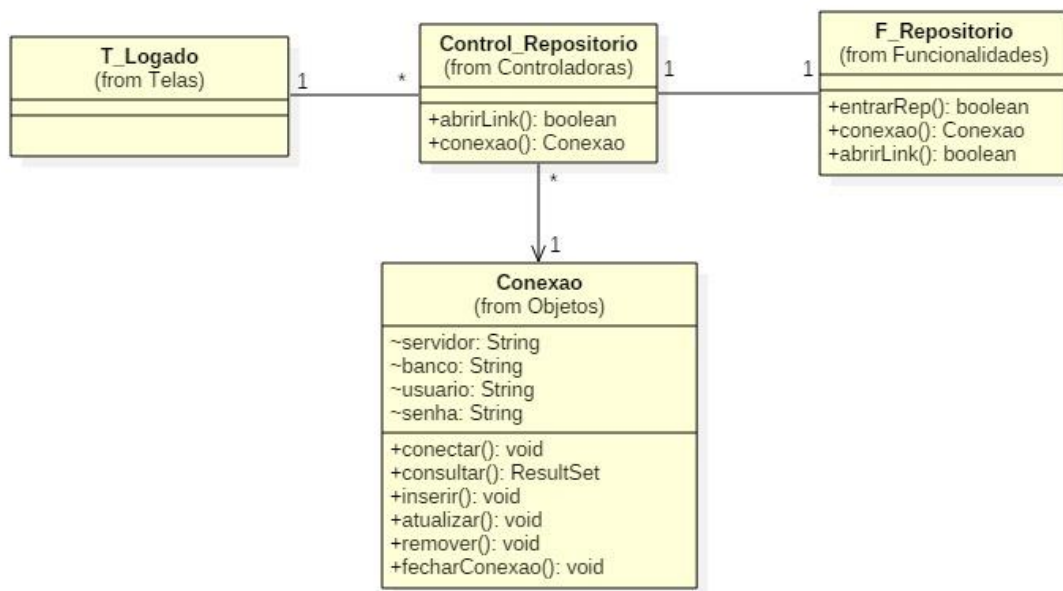 T_Logado
(from Telas)
1
*
Control_Repositorio
(from Controladoras)
+abrirLink(): boolean
+conexao(): Conexao
1
1
F_Repositorio
(from Funcionalidades)
+entrarRep(): boolean
+conexao(): Conexao
+abrirLink(): boolean
*
1
Conexao
(from Objetos)
~servidor: String
~banco: String
~usuario: String
~senha: String
+conectar(): void
+consultar(): ResultSet
+inserir(): void
+atualizar(): void
+remover(): void
+fecharConexao(): void